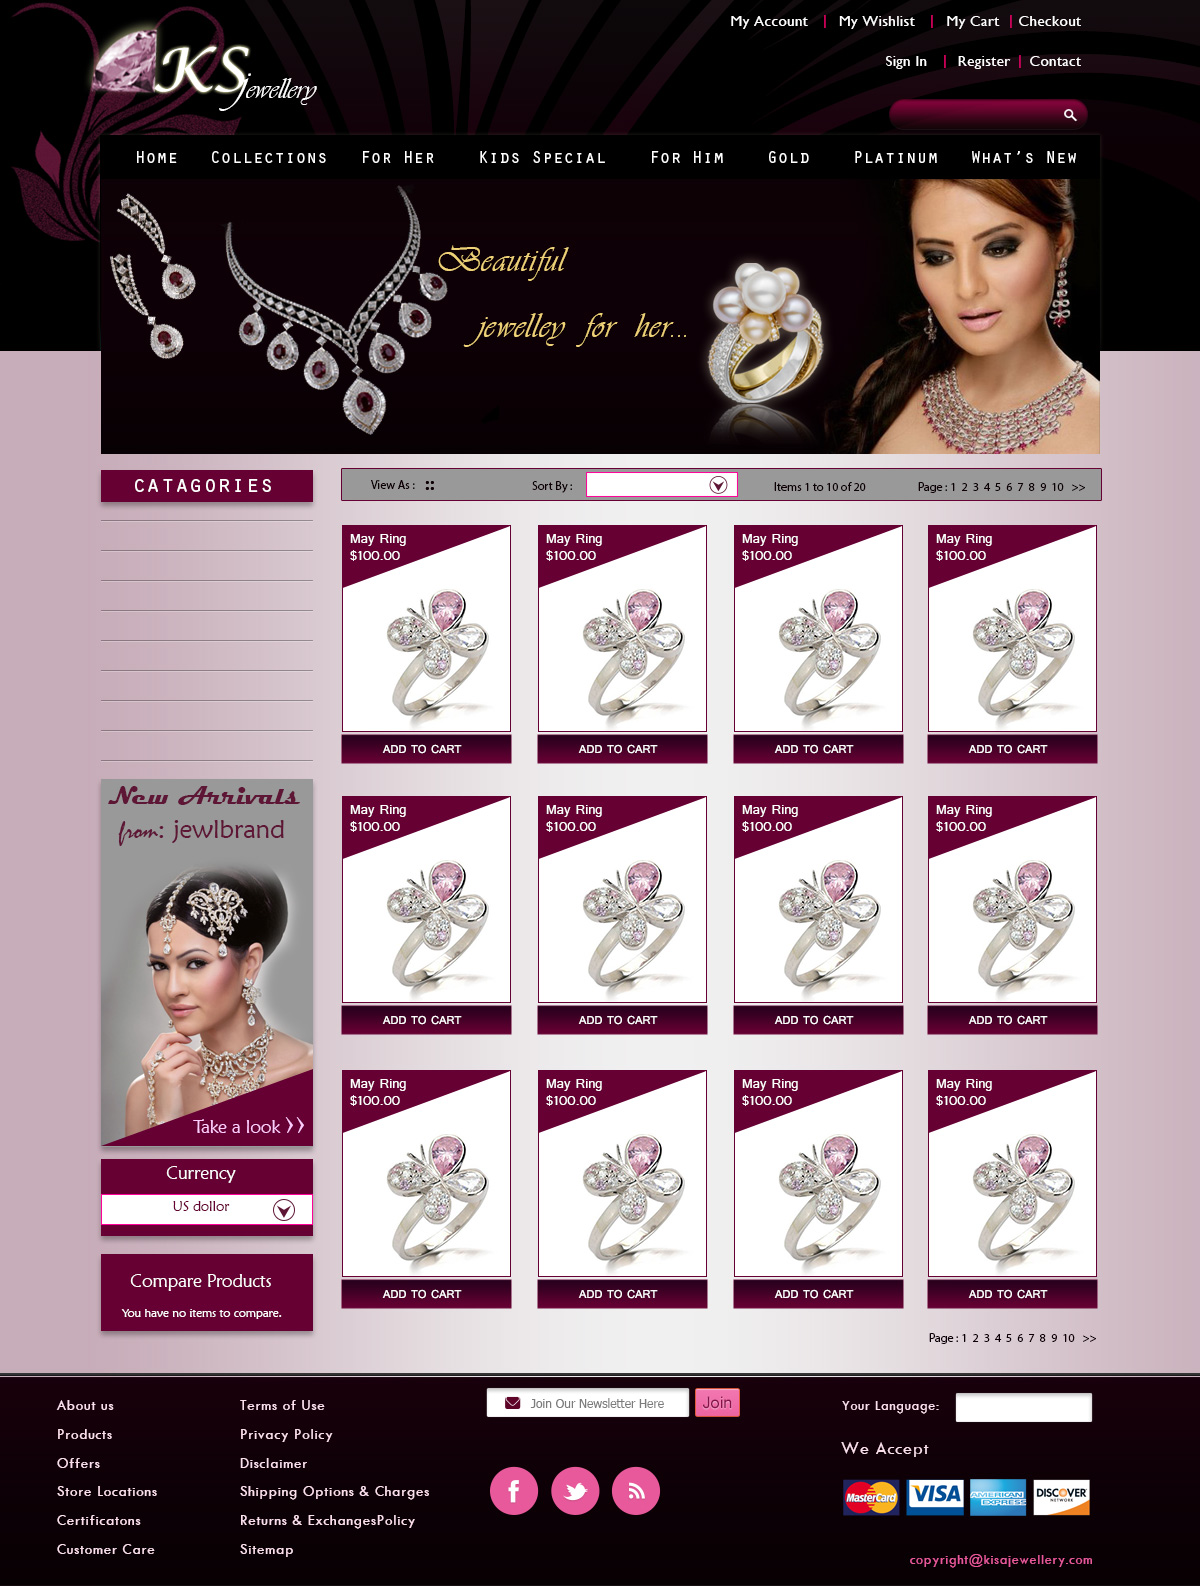 My Account | My Wishlist | My Cart | Checkout
Sign In | Register | Contact
KS Jewellery
Home Collections For Her Kids Special For Him Gold Platinum What's New
Beautiful
jewelley for her...
CATAGORIES
View As : Sort By : Items 1 to 10 of 20 Page : 1 2 3 4 5 6 7 8 9 10 >>
May Ring May Ring May Ring May Ring
$100.00 $100.00 $100.00 $100.00
ADD TO CART ADD TO CART ADD TO CART ADD TO CART
New Arrivals
from: jewlbrand
Take a look >>
May Ring May Ring May Ring May Ring
$100.00 $100.00 $100.00 $100.00
ADD TO CART ADD TO CART ADD TO CART ADD TO CART
Currency
US dollor
Compare Products
You have no items to compare.
May Ring May Ring May Ring May Ring
$100.00 $100.00 $100.00 $100.00
ADD TO CART ADD TO CART ADD TO CART ADD TO CART
Page : 1 2 3 4 5 6 7 8 9 10 >>
About us
Products
Offers
Store Locations
Certificatons
Customer Care
Terms of Use
Privacy Policy
Disclaimer
Shipping Options & Charges
Returns & ExchangesPolicy
Sitemap
Join Our Newsletter Here Join
f
Your Language:
We Accept
MasterCard VISA AMERICAN EXPRESS DISCOVER NETWORK
copyright@kisajewellery.com